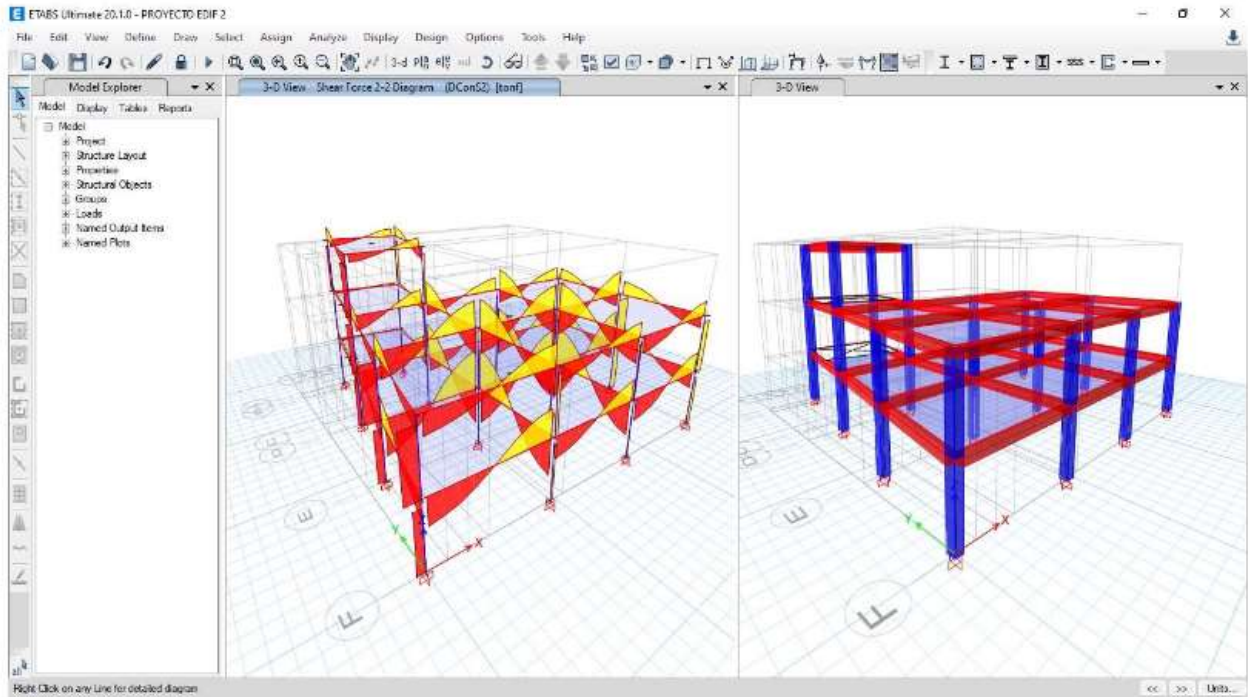 ETABS Ultimate 20.1.0 - PROYECTO EDIF 2
File Edit View Define Draw Select Assign Analyze Display Design Options Tools Help
3-d
Model Explorer
Model Display Tables Reports
Model
Project
Structure Layout
Properties
Structural Objects
Groups
Loads
Named Output Items
Named Plots
3-D View Shear Force 2-2 Diagram (DConS2) [tonf]
3-D View
E
F
X
Y
E
F
X
Y
Right Click on any Line for detailed diagram
<< >> Units...